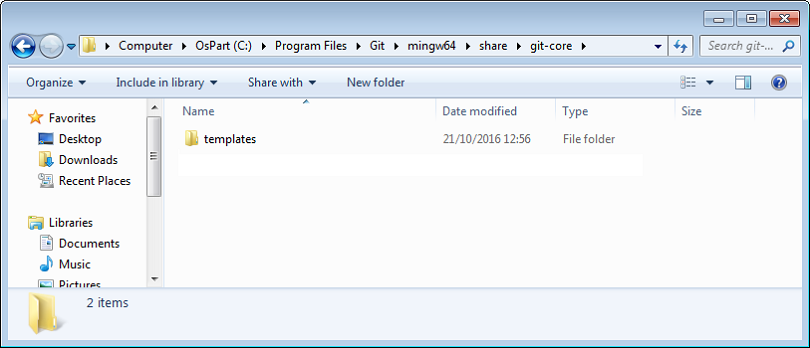 Computer OsPart (C:) Program Files Git mingw64 share git-core Search git-...
Organize Include in library Share with New folder
Favorites
Desktop
Downloads
Recent Places
Libraries
Documents
Music
Pictures
Name Date modified Type Size
templates 21/10/2016 12:56 File folder
2 items